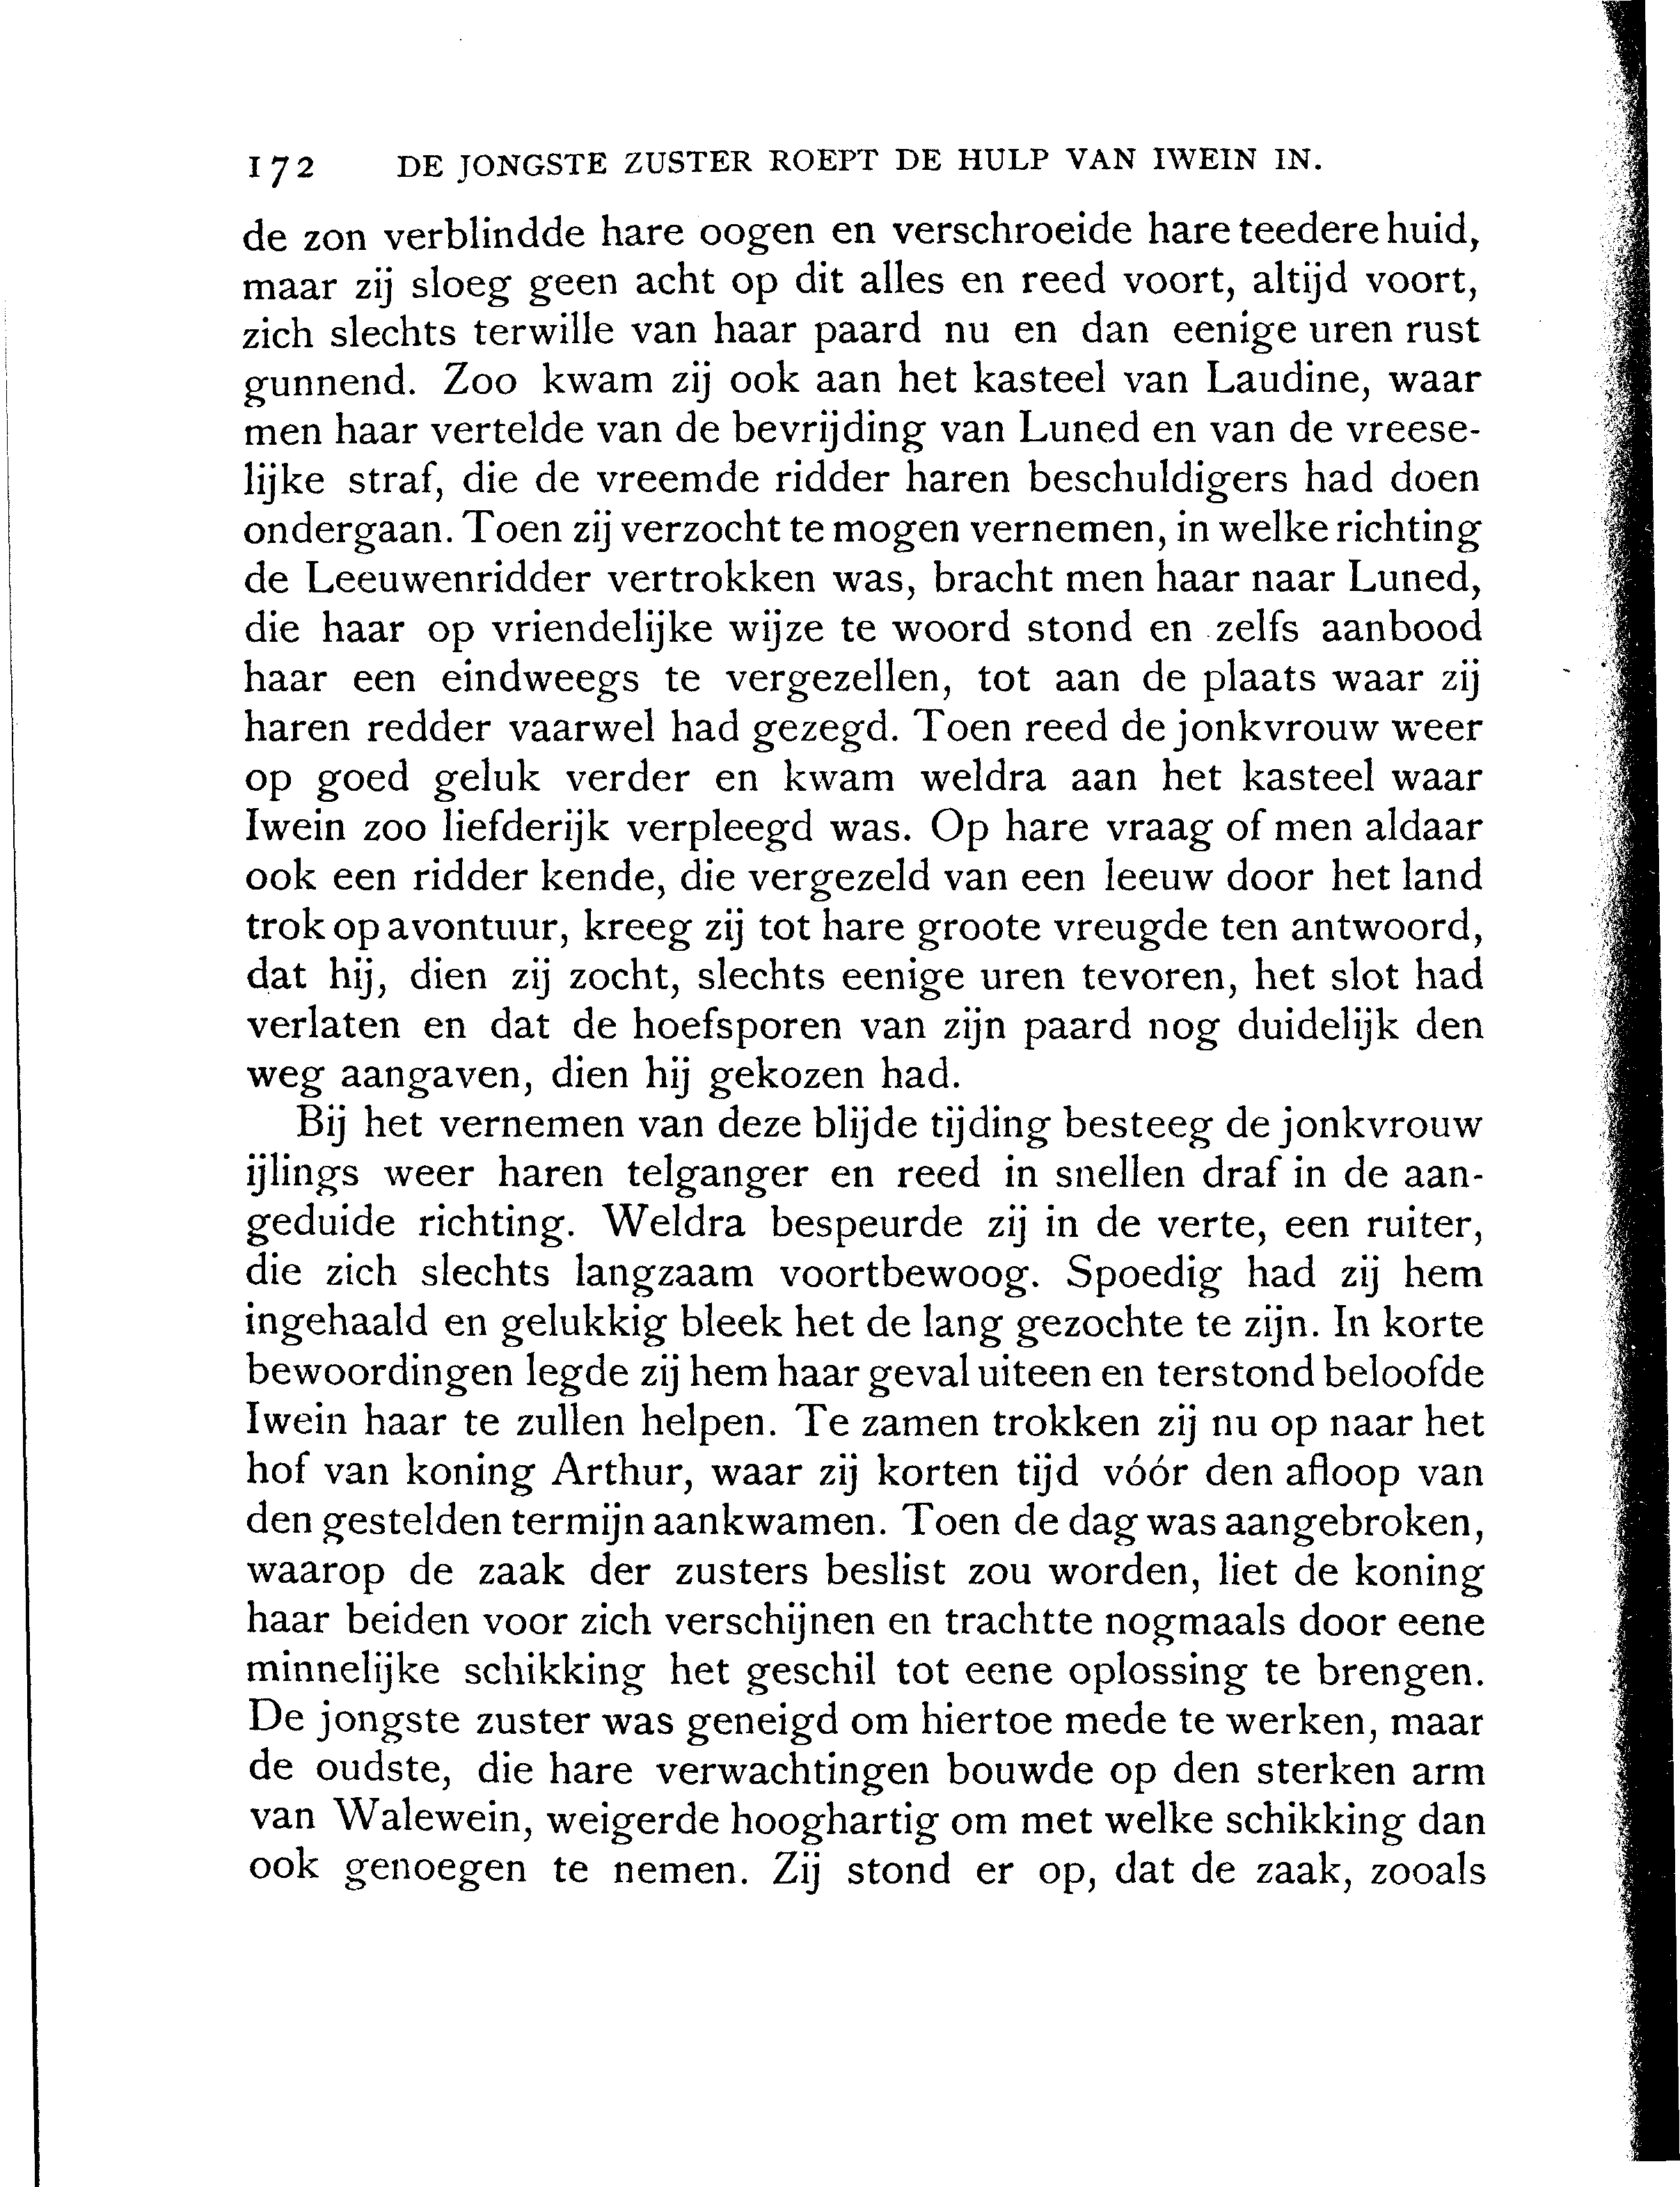 172 DE JONGSTE ZUSTER ROEPT DE HULP VAN IWEIN IN.
de zon verblindde hare oogen en verschroeide hare teedere huid,
maar zij sloeg geen acht op dit alles en reed voort, altijd voort,
zich slechts terwille van haar paard nu en dan eenige uren rust
gunnend. Zoo kwam zij ook aan het kasteel van Laudine, waar
men haar vertelde van de bevrijding van Luned en van de vreese-
lijke straf, die de vreemde ridder haren beschuldigers had doen
ondergaan. Toen zij verzocht te mogen vernemen, in welke richting
de Leeuwenridder vertrokken was, bracht men haar naar Luned,
die haar op vriendelijke wijze te woord stond en zelfs aanbood
haar een eindweegs te vergezellen, tot aan de plaats waar zij
haren redder vaarwel had gezegd. Toen reed de jonkvrouw weer
op goed geluk verder en kwam weldra aan het kasteel waar
Iwein zoo liefderijk verpleegd was. Op hare vraag of men aldaar
ook een ridder kende, die vergezeld van een leeuw door het land
trok op avontuur, kreeg zij tot hare groote vreugde ten antwoord,
dat hij, dien zij zocht, slechts eenige uren tevoren, het slot had
verlaten en dat de hoefsporen van zijn paard nog duidelijk den
weg aangaven, dien hij gekozen had.
Bij het vernemen van deze blijde tijding besteeg de jonkvrouw
ijlings weer haren telganger en reed in snellen draf in de aan-
geduide richting. Weldra bespeurde zij in de verte, een ruiter,
die zich slechts langzaam voortbewoog. Spoedig had zij hem
ingehaald en gelukkig bleek het de lang gezochte te zijn. In korte
bewoordingen legde zij hem haar geval uiteen en terstond beloofde
Iwein haar te zullen helpen. Te zamen trokken zij nu op naar het
hof van koning Arthur, waar zij korten tijd vóór den afloop van
den gestelden termijn aankwamen. Toen de dag was aangebroken,
waarop de zaak der zusters beslist zou worden, liet de koning
haar beiden voor zich verschijnen en trachtte nogmaals door eene
minnelijke schikking het geschil tot eene oplossing te brengen.
De jongste zuster was geneigd om hiertoe mede te werken, maar
de oudste, die hare verwachtingen bouwde op den sterken arm
van Walewein, weigerde hooghartig om met welke schikking dan
ook genoegen te nemen. Zij stond er op, dat de zaak, zooals